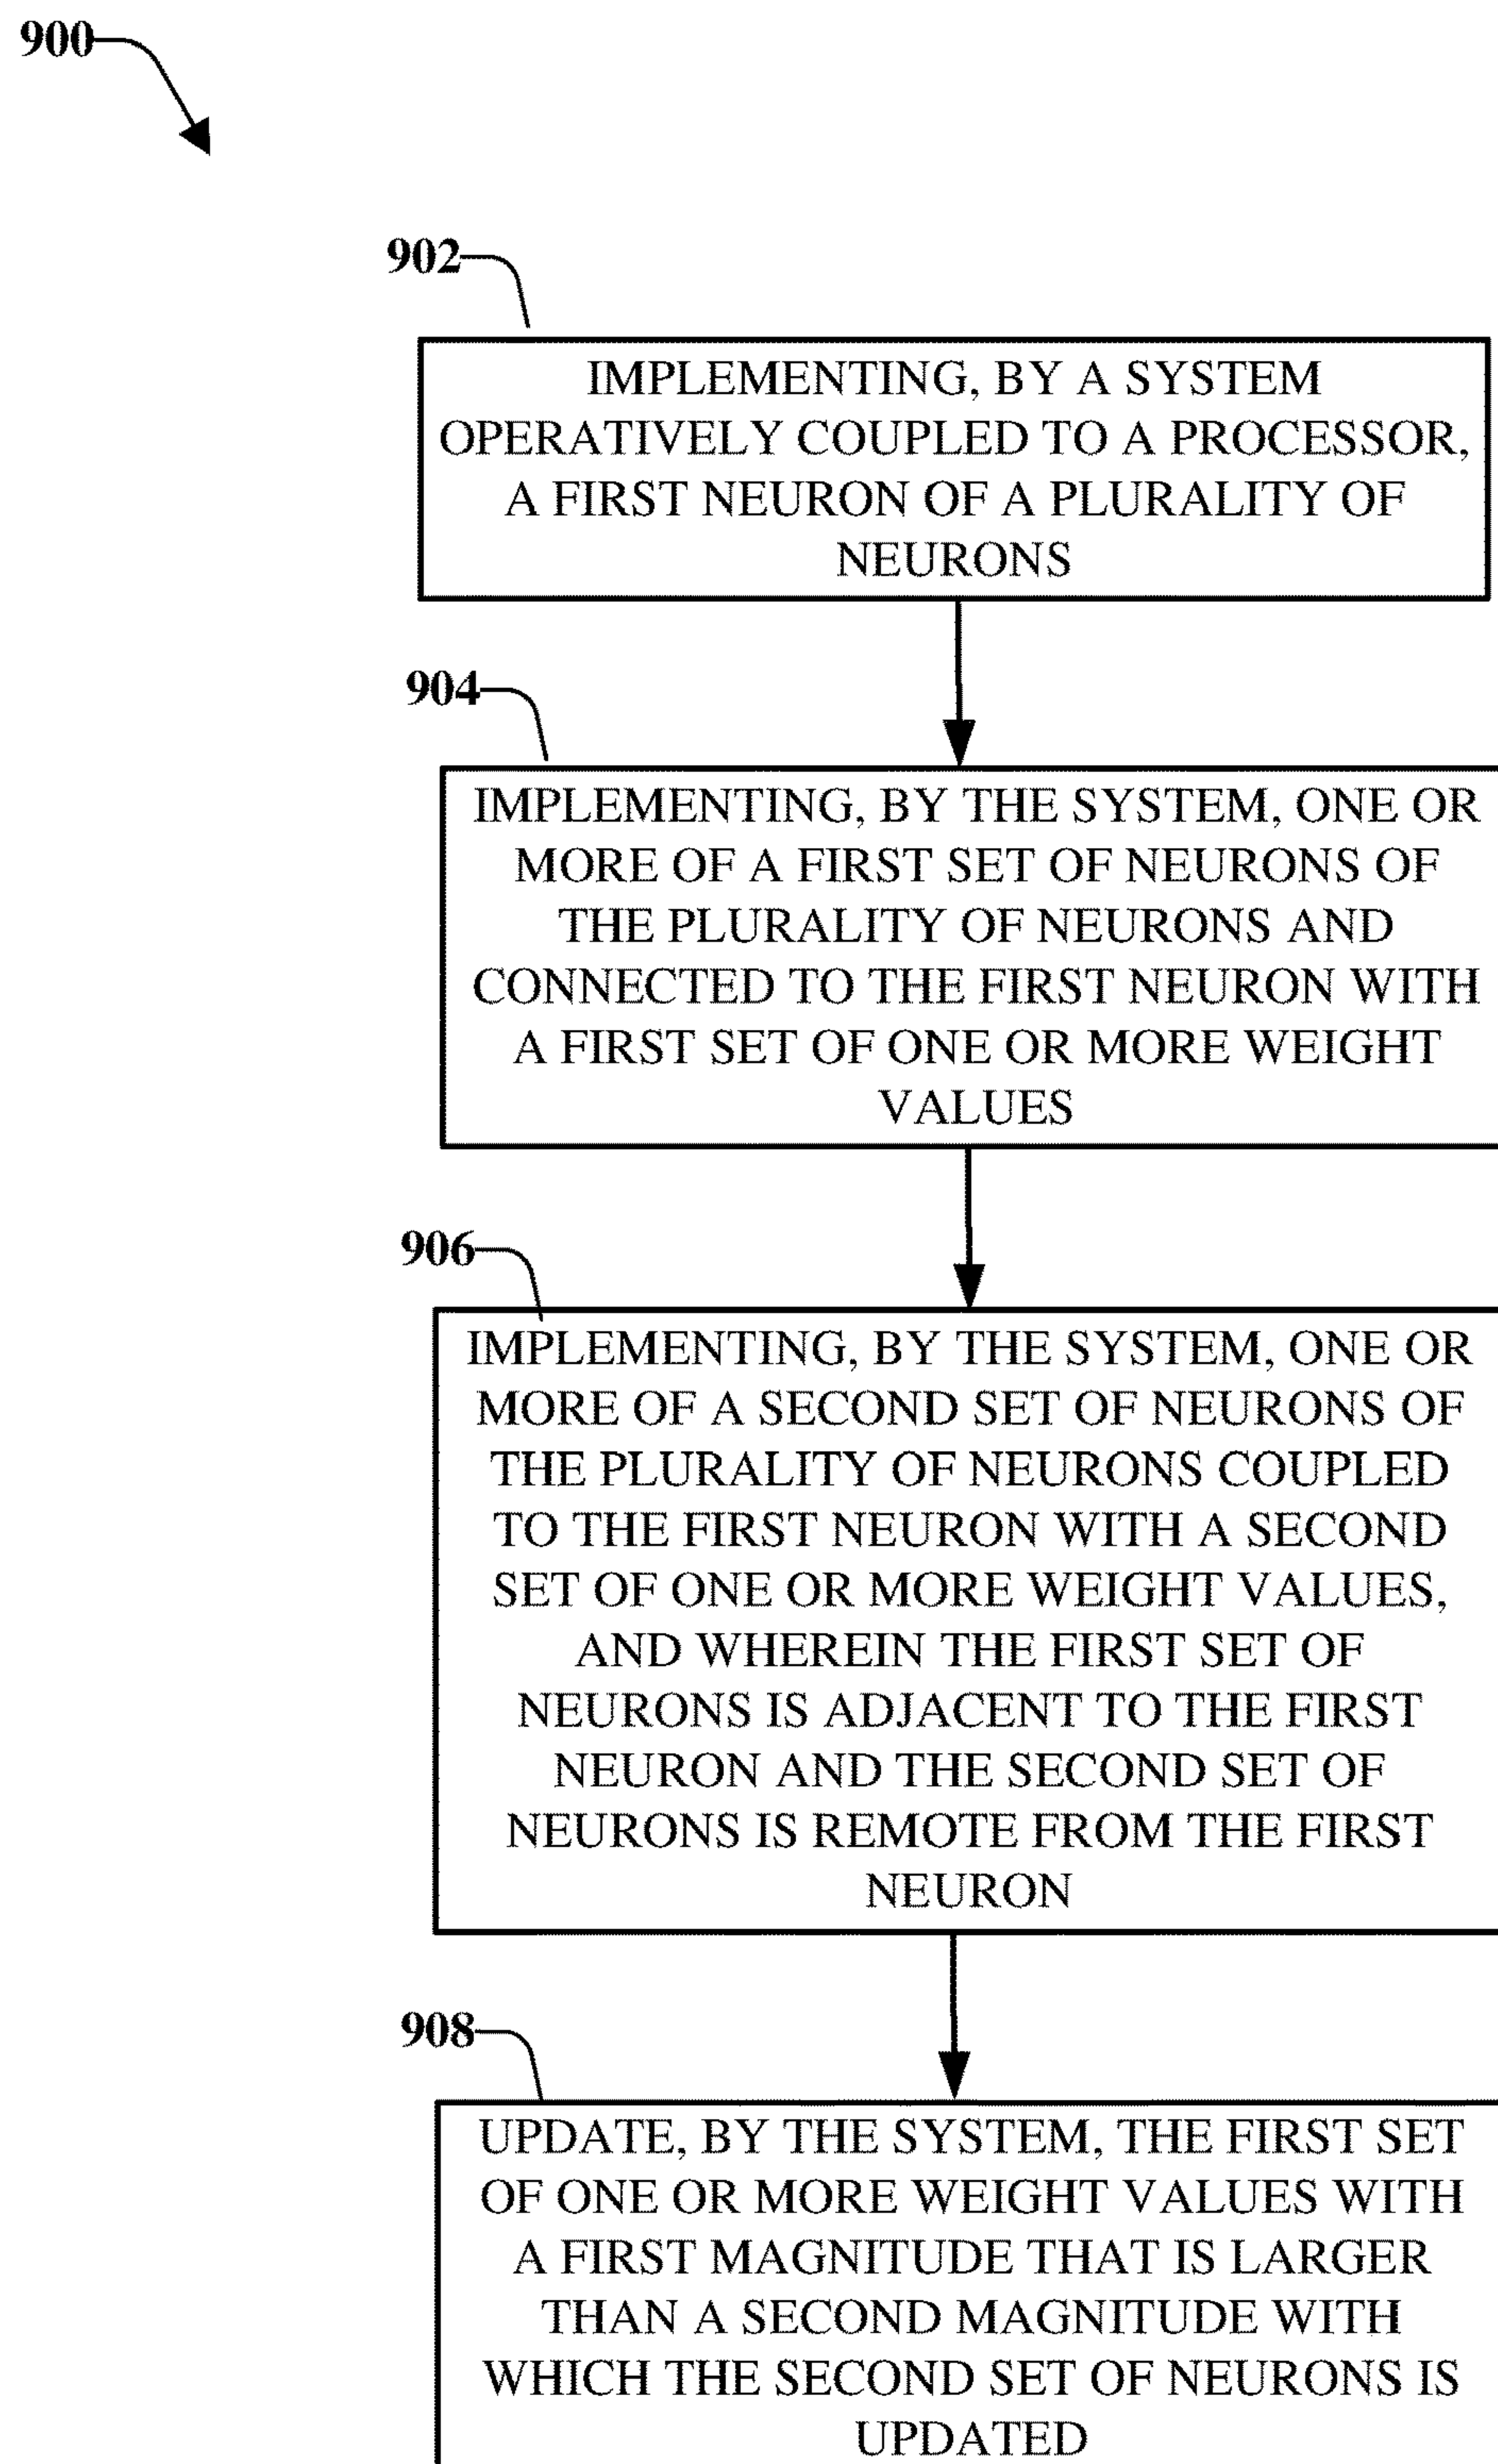 900
902
IMPLEMENTING, BY A SYSTEM
OPERATIVELY COUPLED TO A PROCESSOR,
A FIRST NEURON OF A PLURALITY OF
NEURONS
904
IMPLEMENTING, BY THE SYSTEM, ONE OR
MORE OF A FIRST SET OF NEURONS OF
THE PLURALITY OF NEURONS AND
CONNECTED TO THE FIRST NEURON WITH
A FIRST SET OF ONE OR MORE WEIGHT
VALUES
906
IMPLEMENTING, BY THE SYSTEM, ONE OR
MORE OF A SECOND SET OF NEURONS OF
THE PLURALITY OF NEURONS COUPLED
TO THE FIRST NEURON WITH A SECOND
SET OF ONE OR MORE WEIGHT VALUES,
AND WHEREIN THE FIRST SET OF
NEURONS IS ADJACENT TO THE FIRST
NEURON AND THE SECOND SET OF
NEURONS IS REMOTE FROM THE FIRST
NEURON
908
UPDATE, BY THE SYSTEM, THE FIRST SET
OF ONE OR MORE WEIGHT VALUES WITH
A FIRST MAGNITUDE THAT IS LARGER
THAN A SECOND MAGNITUDE WITH
WHICH THE SECOND SET OF NEURONS IS
UPDATED